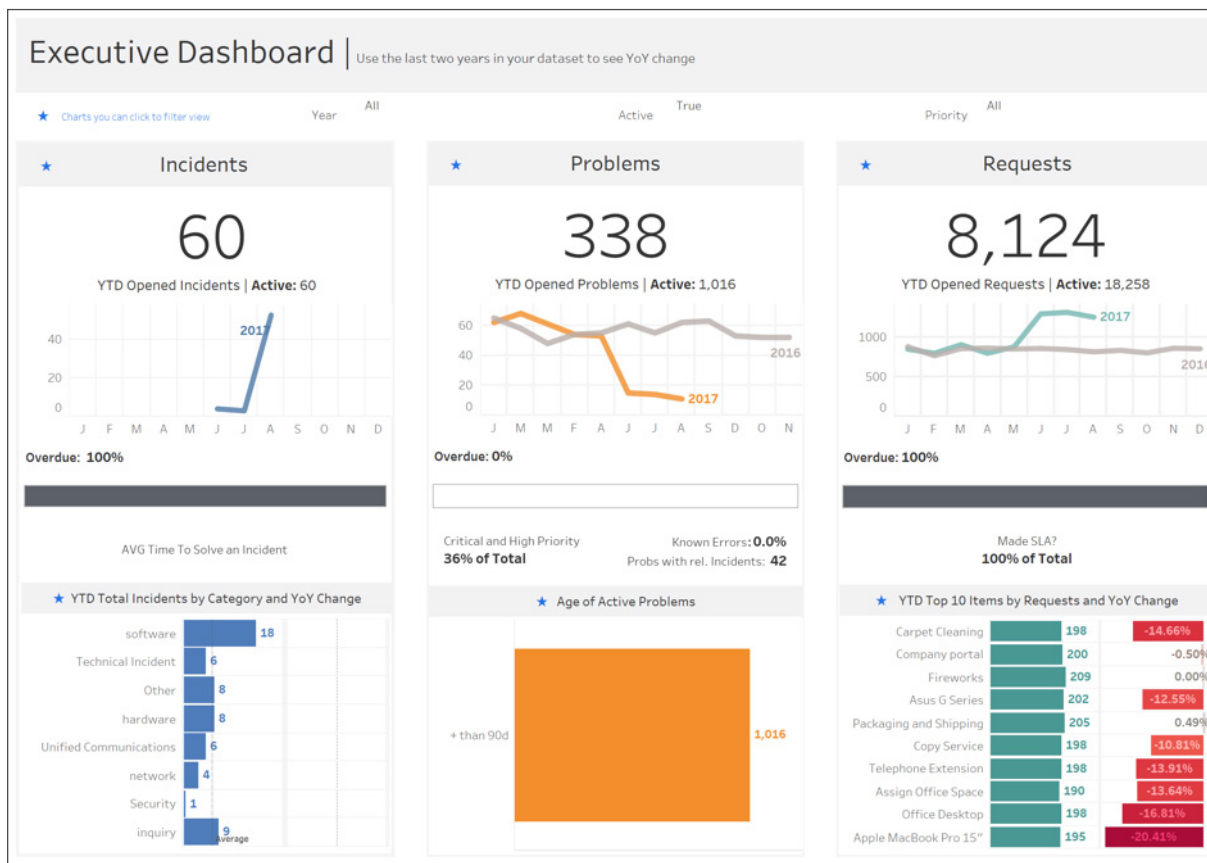 Executive Dashboard | Use the last two years in your dataset to see YoY change
★ Charts you can click to filter view
Year All
Active True
Priority All
★ Incidents
60
YTD Opened Incidents | Active: 60
40
20
0
2017
J F M A M J J A S O N D
Overdue: 100%
AVG Time To Solve an Incident
★ YTD Total Incidents by Category and YoY Change
software 18
Technical Incident 6
Other 8
hardware 8
Unified Communications 6
network 4
Security 1
inquiry 9
Average
★ Problems
338
YTD Opened Problems | Active: 1,016
60
40
20
0
2016
2017
J M M F A J J A S D O N
Overdue: 0%
Critical and High Priority
36% of Total
Known Errors: 0.0%
Probs with rel. Incidents: 42
★ Age of Active Problems
+ than 90d 1,016
★ Requests
8,124
YTD Opened Requests | Active: 18,258
1000
500
0
2017
2016
J F M A M J J A S O N D
Overdue: 100%
Made SLA?
100% of Total
★ YTD Top 10 Items by Requests and YoY Change
Carpet Cleaning 198 -14.66%
Company portal 200 -0.50%
Fireworks 209 0.00%
Asus G Series 202 -12.55%
Packaging and Shipping 205 0.49%
Copy Service 198 -10.81%
Telephone Extension 198 -13.91%
Assign Office Space 190 -13.64%
Office Desktop 198 -16.81%
Apple MacBook Pro 15" 195 -20.41%